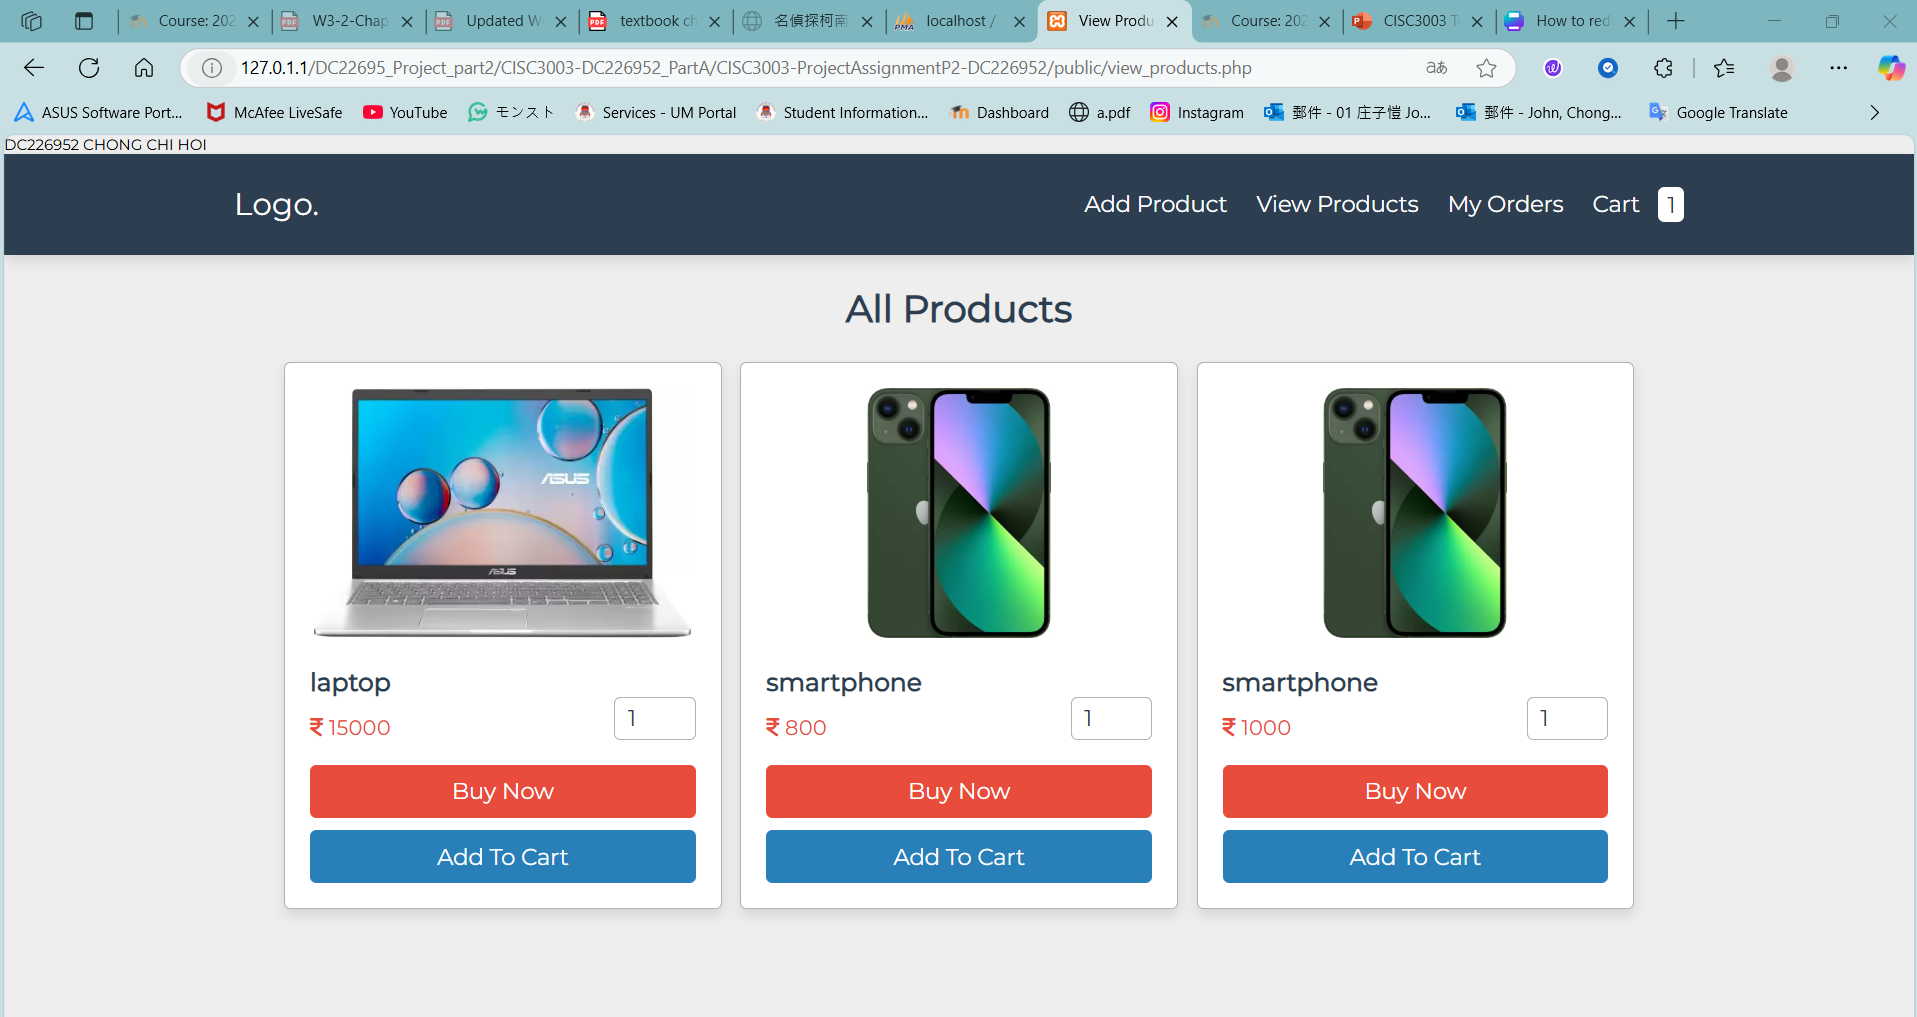 Course: 202
W3-2-Chap
Updated W
textbook ch
名偵探柯南
PMA localhost /
View Produ
Course: 202
CISC3003 T
How to red
127.0.1.1/DC22695_Project_part2/CISC3003-DC226952_PartA/CISC3003-ProjectAssignmentP2-DC226952/public/view_products.php
ASUS Software Port... McAfee LiveSafe YouTube モンスト Services - UM Portal Student Information... Dashboard a.pdf Instagram 郵件 - 01 庄子愷 Jo... 郵件 - John, Chong... Google Translate
DC226952 CHONG CHI HOI
Logo. Add Product View Products My Orders Cart 1
All Products
ASUS
ASUS
laptop
₹ 15000 1
Buy Now
Add To Cart
smartphone
₹ 800 1
Buy Now
Add To Cart
smartphone
₹ 1000 1
Buy Now
Add To Cart